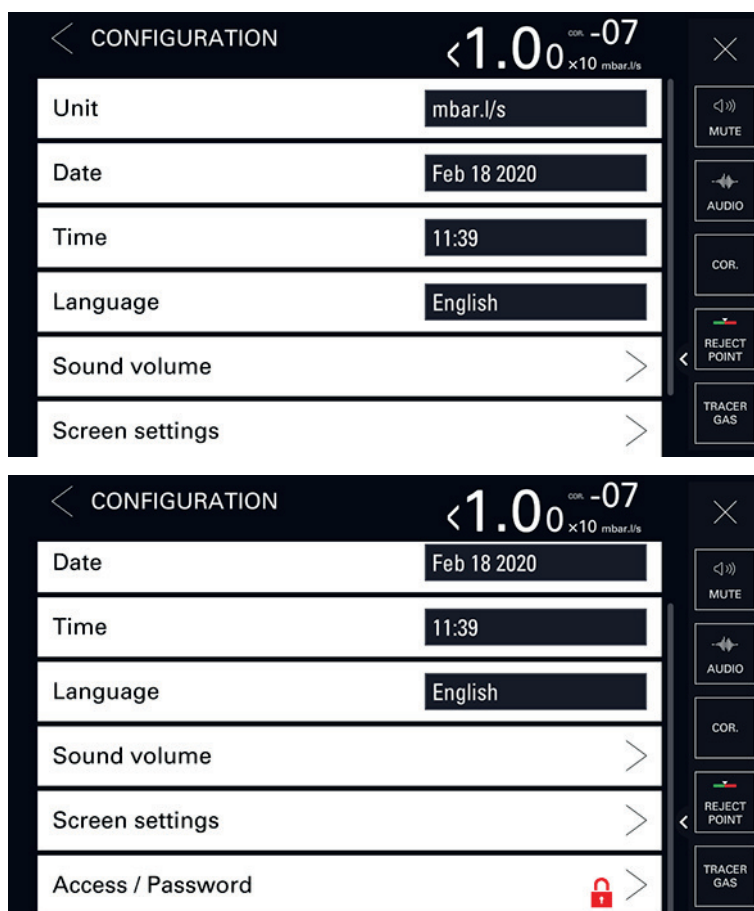 CONFIGURATION
<1.00 COR. -07
x10 mbar.l/s
Unit mbar.l/s
MUTE
Date Feb 18 2020
AUDIO
Time 11:39
COR.
Language English
REJECT
POINT
Sound volume
TRACER
GAS
Screen settings
CONFIGURATION
<1.00 COR. -07
x10 mbar.l/s
Date Feb 18 2020
MUTE
Time 11:39
AUDIO
Language English
COR.
Sound volume
REJECT
POINT
Screen settings
TRACER
GAS
Access / Password